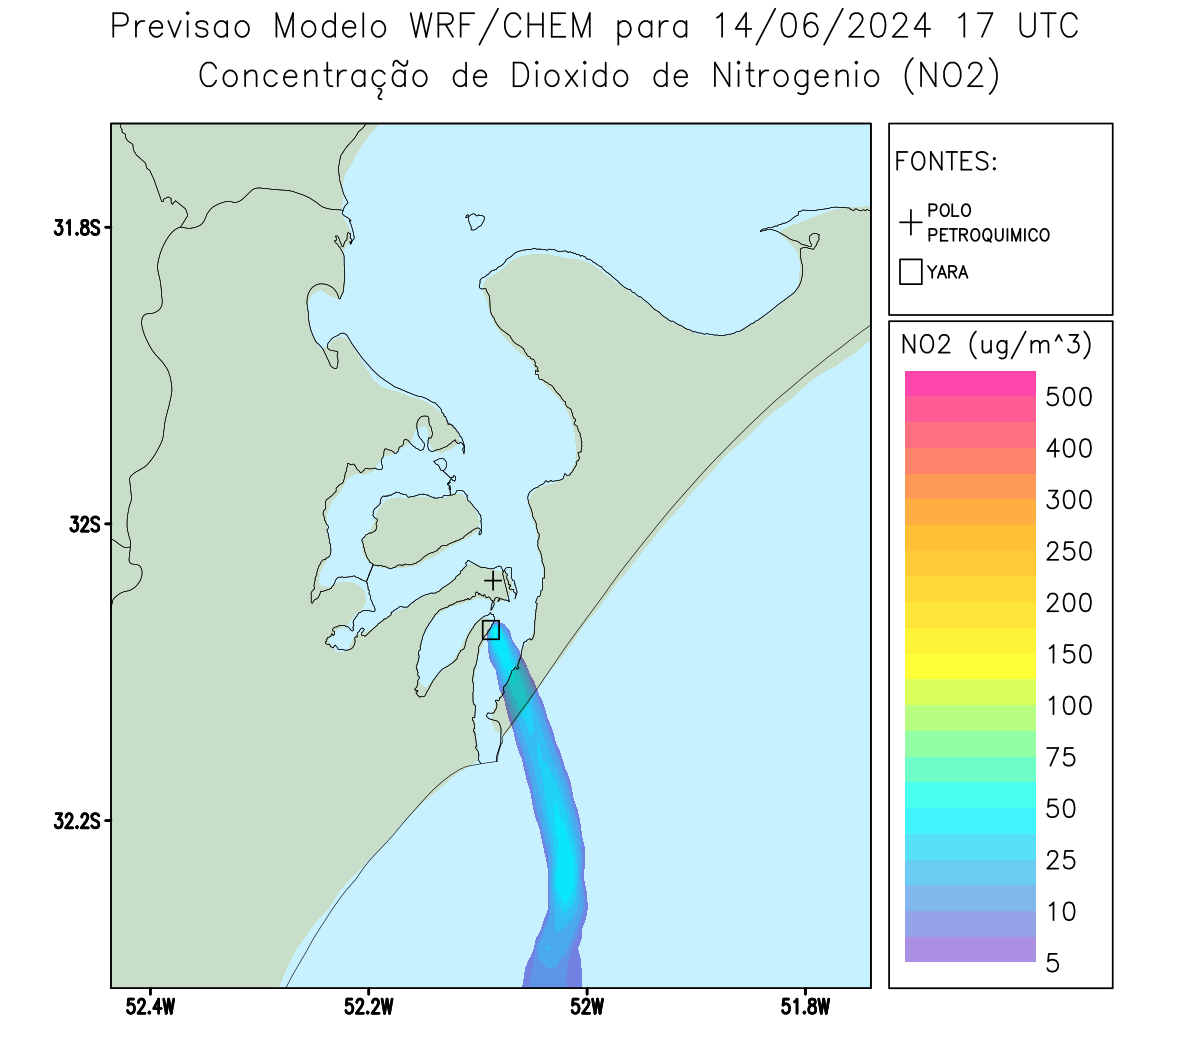 Previsao Modelo WRF/CHEM para 14/06/2024 17 UTC
Concentração de Dioxido de Nitrogenio (NO2)
FONTES:
POLO
PETROQUIMICO
YARA
NO2 (ug/m^3)
500
400
300
250
200
150
100
75
50
25
10
5
31.8S
32S
32.2S
52.4W
52.2W
52W
51.8W